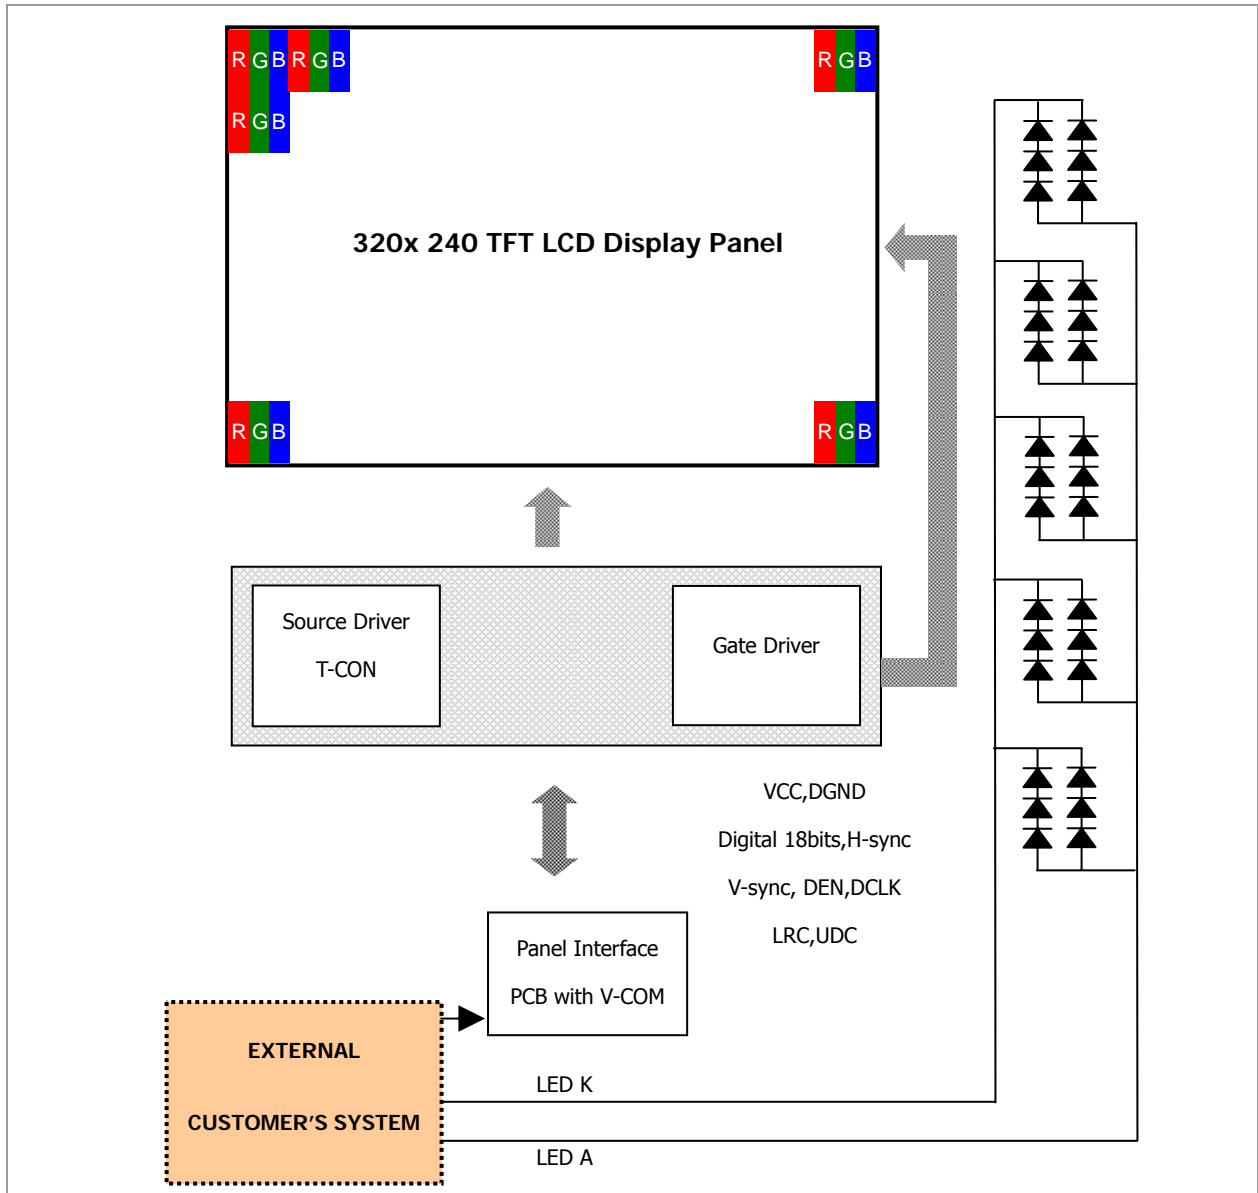 R G B R G B R G B
R G B
320x 240 TFT LCD Display Panel
R G B R G B
Source Driver
T-CON
Gate Driver
VCC,DGND
Digital 18bits,H-sync
V-sync, DEN,DCLK
LRC,UDC
Panel Interface
PCB with V-COM
EXTERNAL
CUSTOMER'S SYSTEM
LED K
LED A